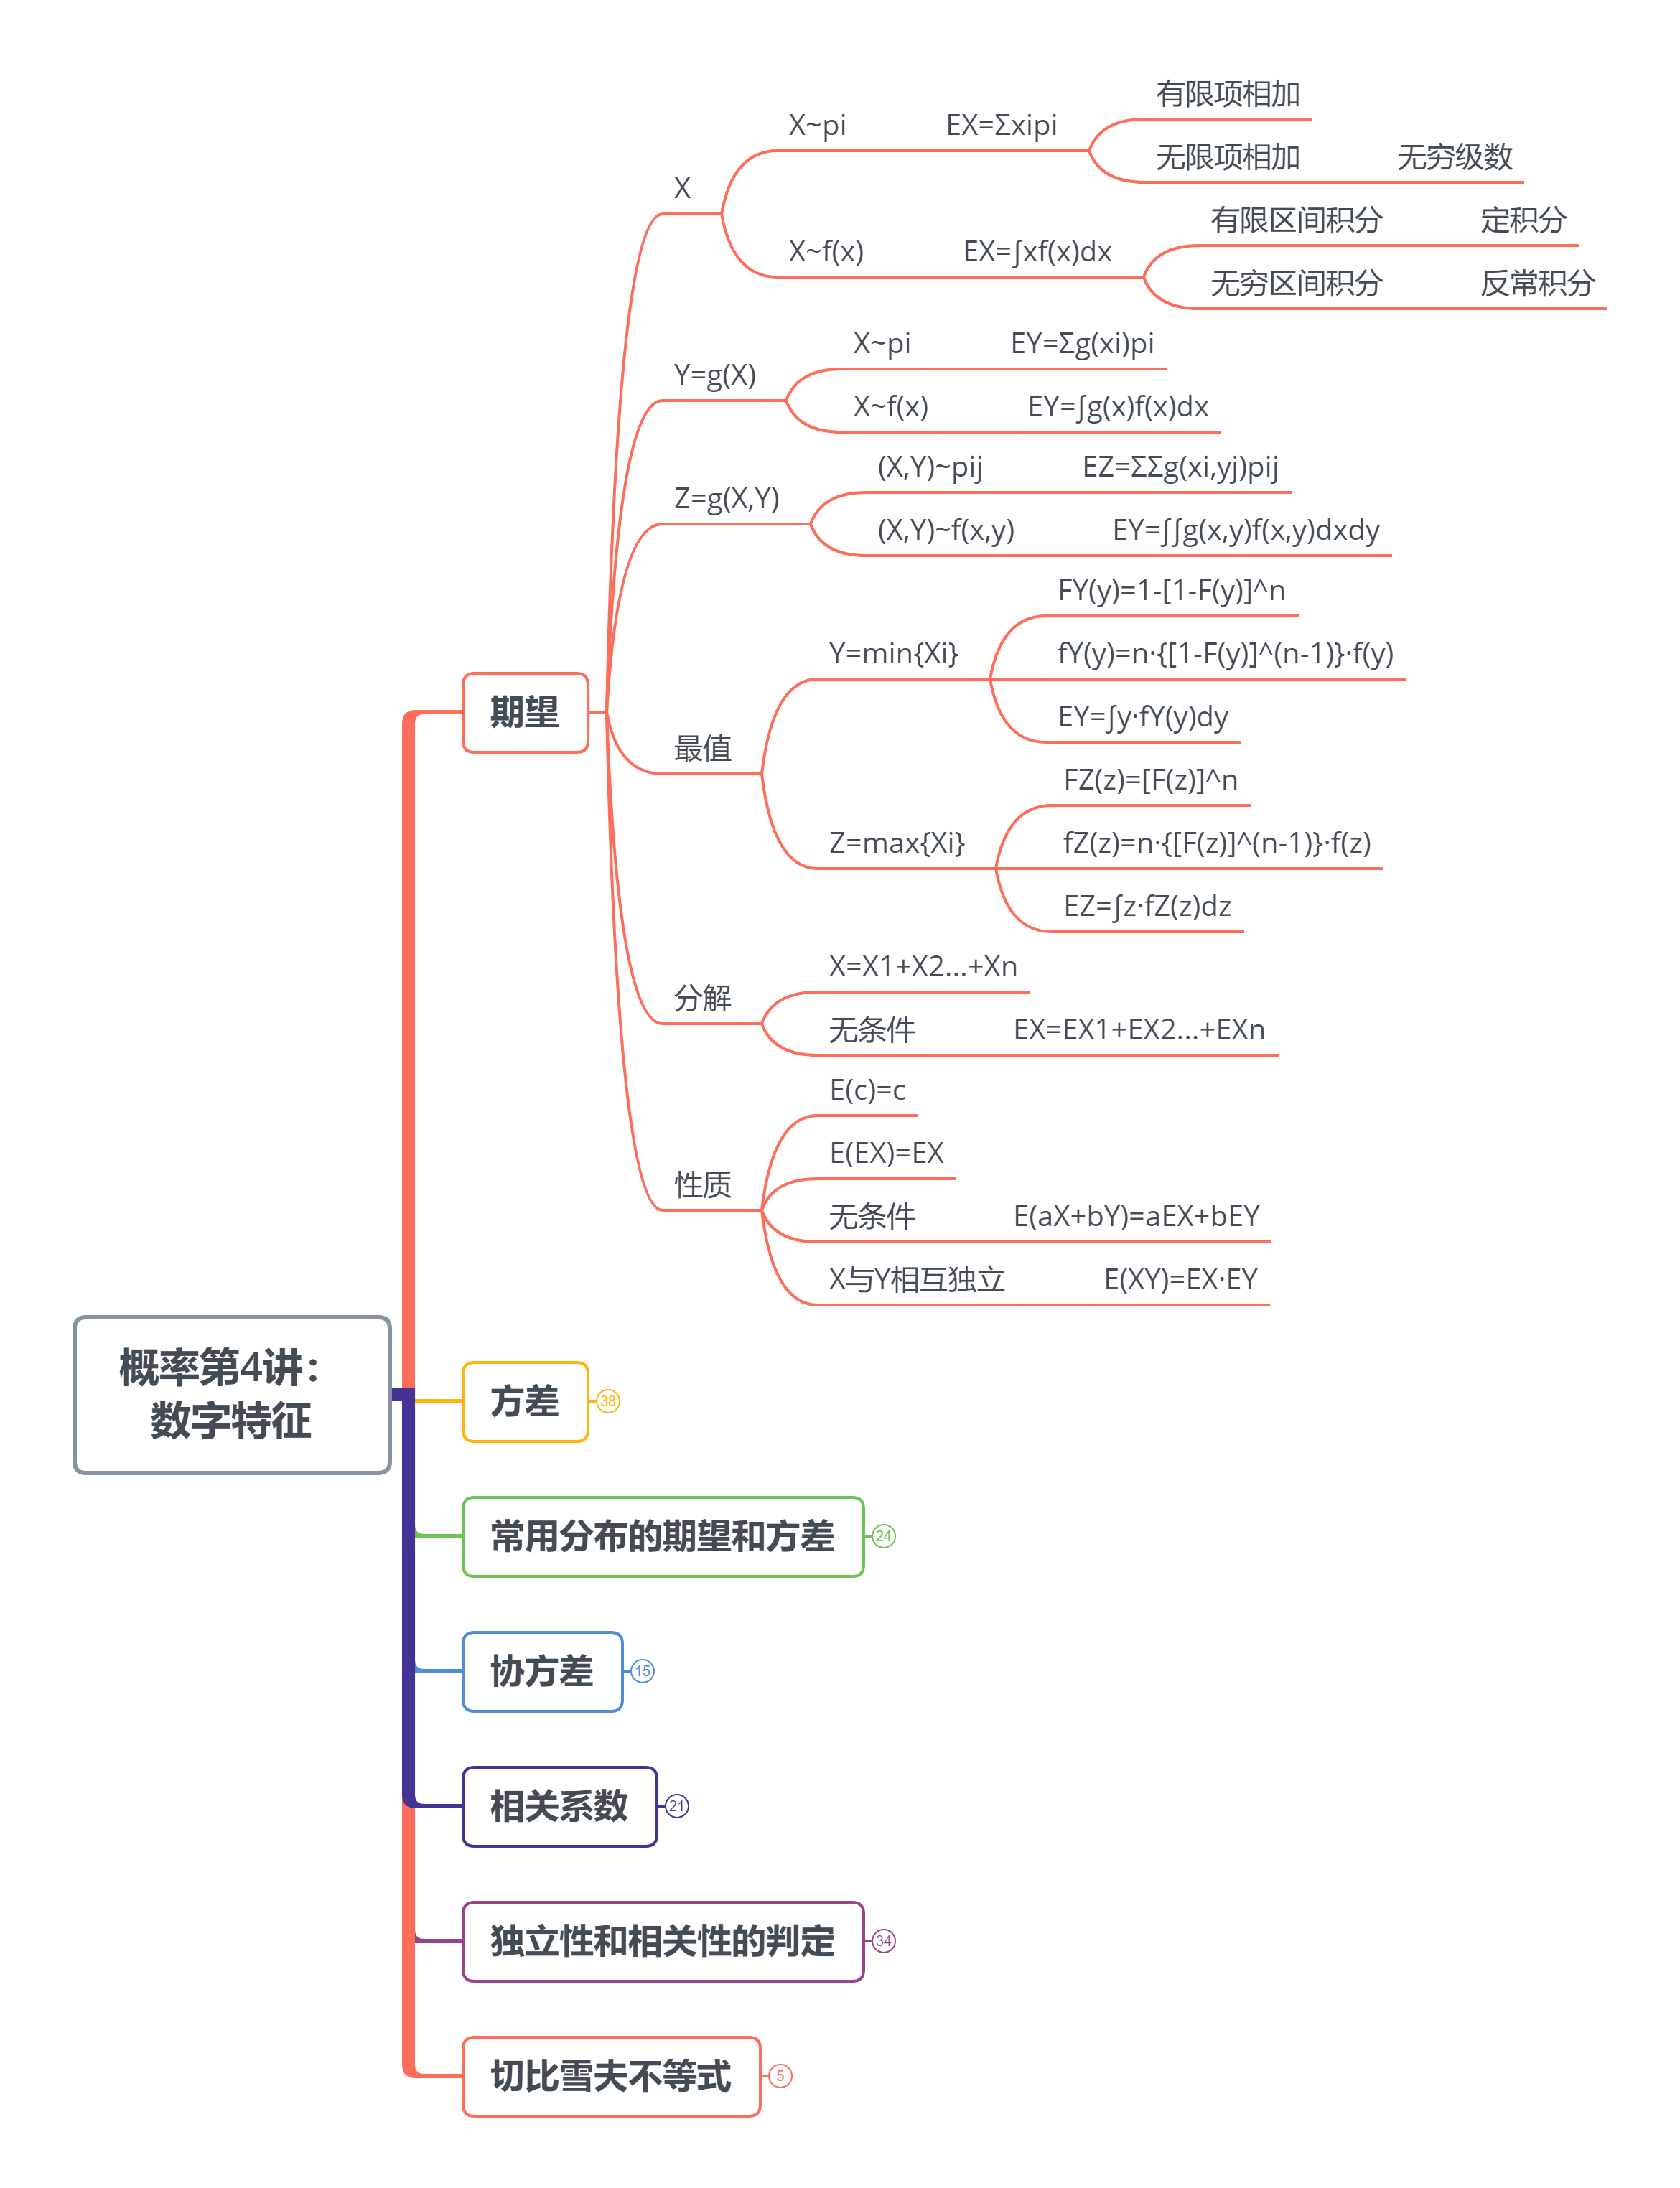 概率第4讲：
数字特征
期望
X
X~pi
EX=Σxipi
有限项相加
无限项相加
无穷级数
X~f(x)
EX=∫xf(x)dx
有限区间积分
定积分
无穷区间积分
反常积分
Y=g(X)
X~pi
EY=Σg(xi)pi
X~f(x)
EY=∫g(x)f(x)dx
Z=g(X,Y)
(X,Y)~pij
EZ=ΣΣg(xi,yj)pij
(X,Y)~f(x,y)
EY=∫∫g(x,y)f(x,y)dxdy
最值
Y=min{Xi}
FY(y)=1-[1-F(y)]^n
fY(y)=n·{[1-F(y)]^(n-1)}·f(y)
EY=∫y·fY(y)dy
Z=max{Xi}
FZ(z)=[F(z)]^n
fZ(z)=n·{[F(z)]^(n-1)}·f(z)
EZ=∫z·fZ(z)dz
分解
X=X1+X2...+Xn
无条件
EX=EX1+EX2...+EXn
性质
E(c)=c
E(EX)=EX
无条件
E(aX+bY)=aEX+bEY
X与Y相互独立
E(XY)=EX·EY
方差
38
常用分布的期望和方差
24
协方差
15
相关系数
21
独立性和相关性的判定
34
切比雪夫不等式
5